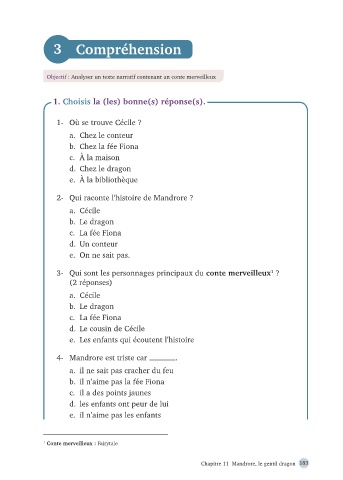 3 Compréhension
Objectif : Analyser un texte narratif contenant un conte merveilleux
1. Choisis la (les) bonne(s) réponse(s).
1- Où se trouve Cécile ?
a. Chez le conteur
b. Chez la fée Fiona
c. À la maison
d. Chez le dragon
e. À la bibliothèque
2- Qui raconte l'histoire de Mandrore ?
a. Cécile
b. Le dragon
c. La fée Fiona
d. Un conteur
e. On ne sait pas.
3- Qui sont les personnages principaux du conte merveilleux¹ ?
(2 réponses)
a. Cécile
b. Le dragon
c. La fée Fiona
d. Le cousin de Cécile
e. Les enfants qui écoutent l'histoire
4- Mandrore est triste car ________.
a. il ne sait pas cracher du feu
b. il n'aime pas la fée Fiona
c. il a des points jaunes
d. les enfants ont peur de lui
e. il n'aime pas les enfants
¹ Conte merveilleux : Fairytale
Chapitre 11 Mandrore, le gentil dragon 103